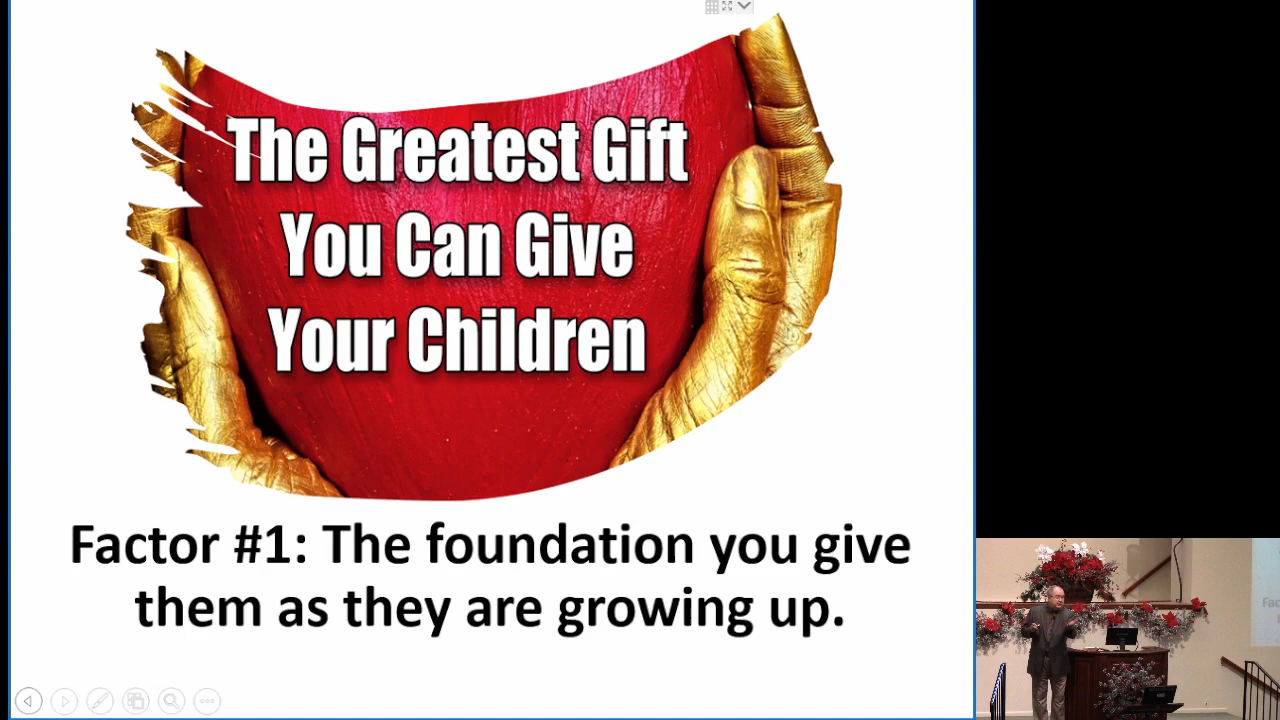 The Greatest Gift
You Can Give
Your Children
Factor #1: The foundation you give
them as they are growing up.